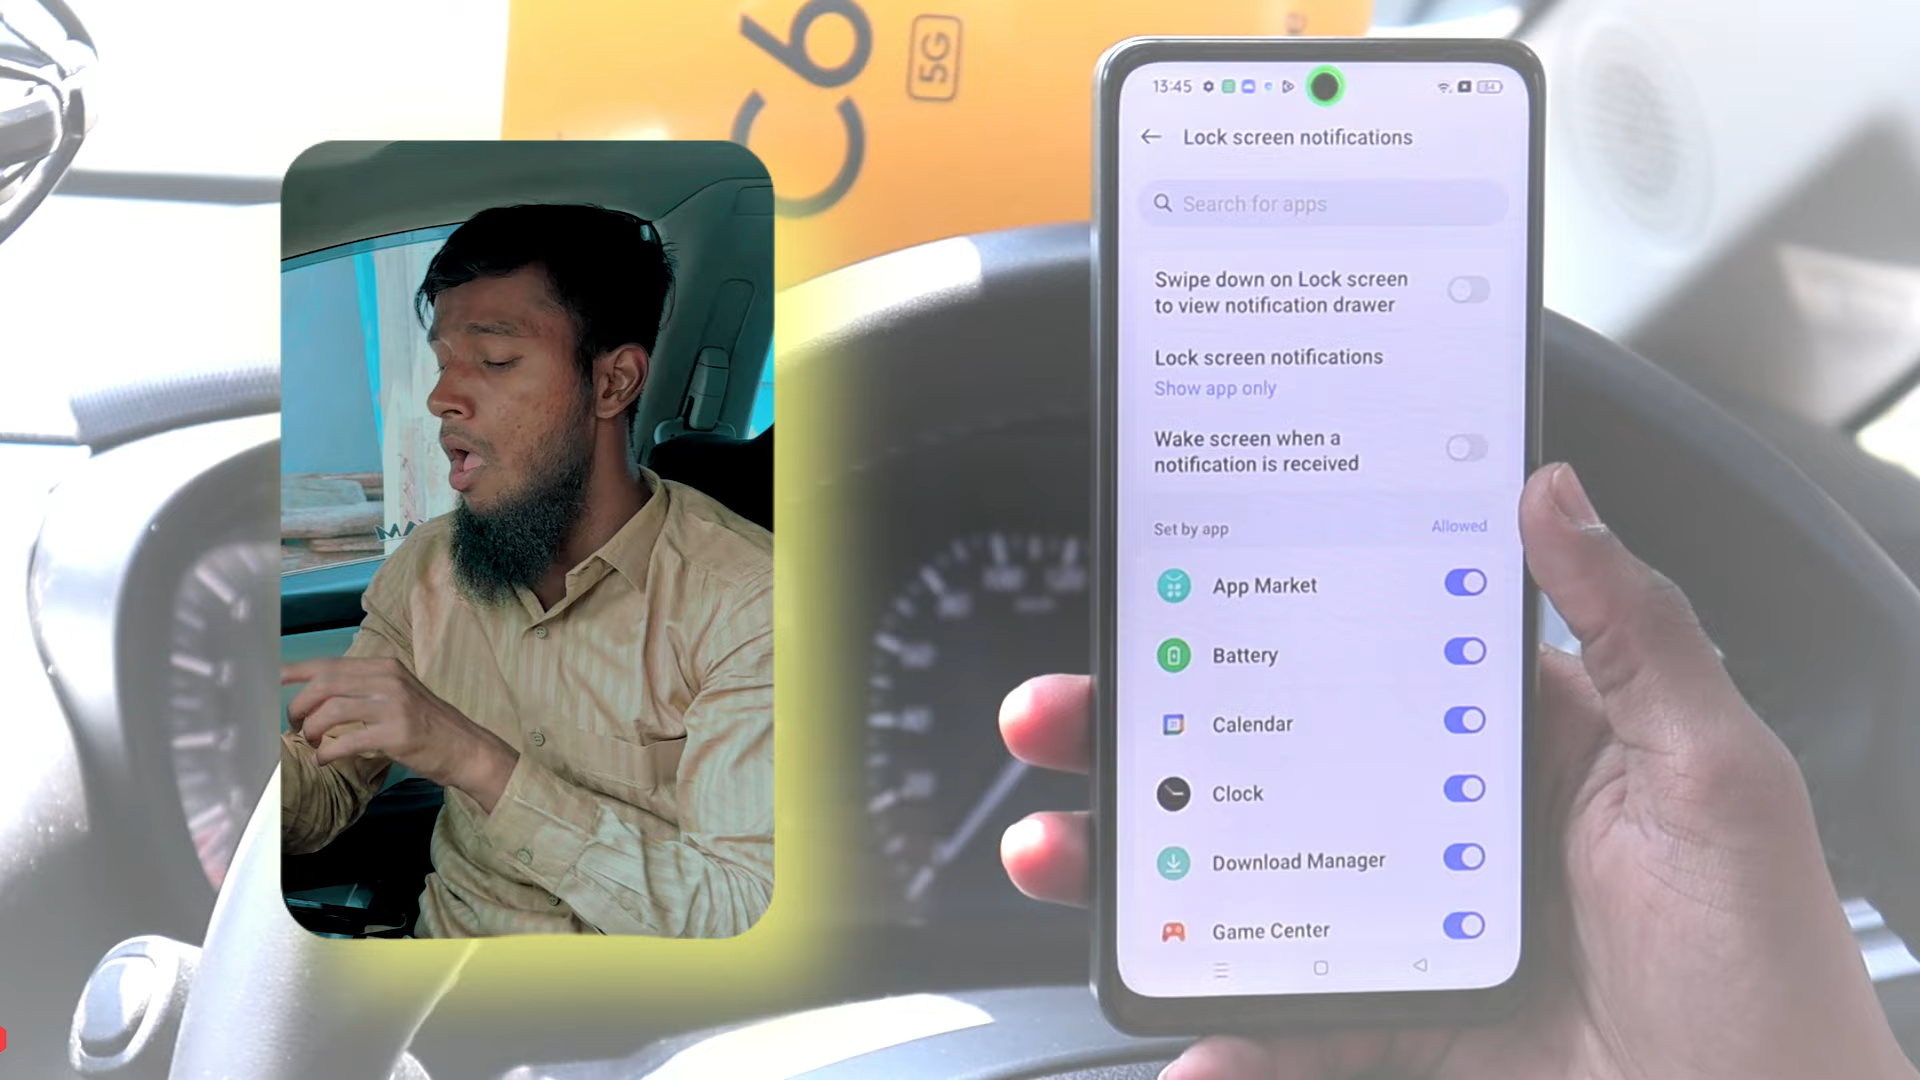 C6
5G
MA
13:45
64
Lock screen notifications
Search for apps
Swipe down on Lock screen
to view notification drawer
Lock screen notifications
Show app only
Wake screen when a
notification is received
Set by app
Allowed
App Market
Battery
Calendar
Clock
Download Manager
Game Center